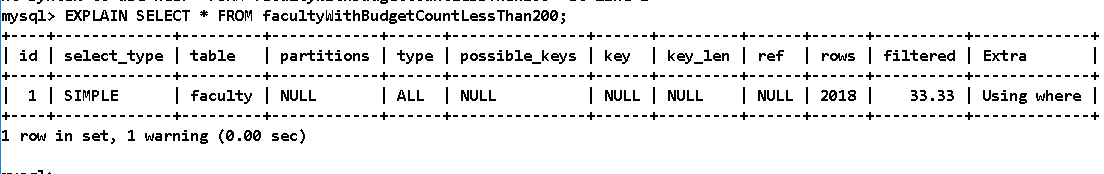 mysql> EXPLAIN SELECT * FROM facultyWithBudgetCountLessThan200;
+----+-------------+---------+------------+------+---------------+------+---------+------+------+----------+-------------+
| id | select_type | table   | partitions | type | possible_keys | key  | key_len | ref  | rows | filtered | Extra       |
+----+-------------+---------+------------+------+---------------+------+---------+------+------+----------+-------------+
|  1 | SIMPLE      | faculty | NULL       | ALL  | NULL          | NULL | NULL    | NULL | 2018 |    33.33 | Using where |
+----+-------------+---------+------------+------+---------------+------+---------+------+------+----------+-------------+
1 row in set, 1 warning (0.00 sec)